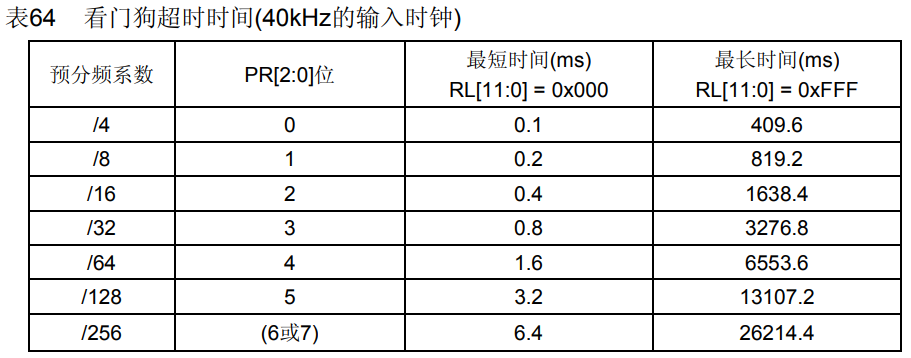 表64 看门狗超时时间(40kHz的输入时钟)
预分频系数 PR[2:0]位 最短时间(ms) RL[11:0] = 0x000 最长时间(ms) RL[11:0] = 0xFFF
/4 0 0.1 409.6
/8 1 0.2 819.2
/16 2 0.4 1638.4
/32 3 0.8 3276.8
/64 4 1.6 6553.6
/128 5 3.2 13107.2
/256 (6或7) 6.4 26214.4